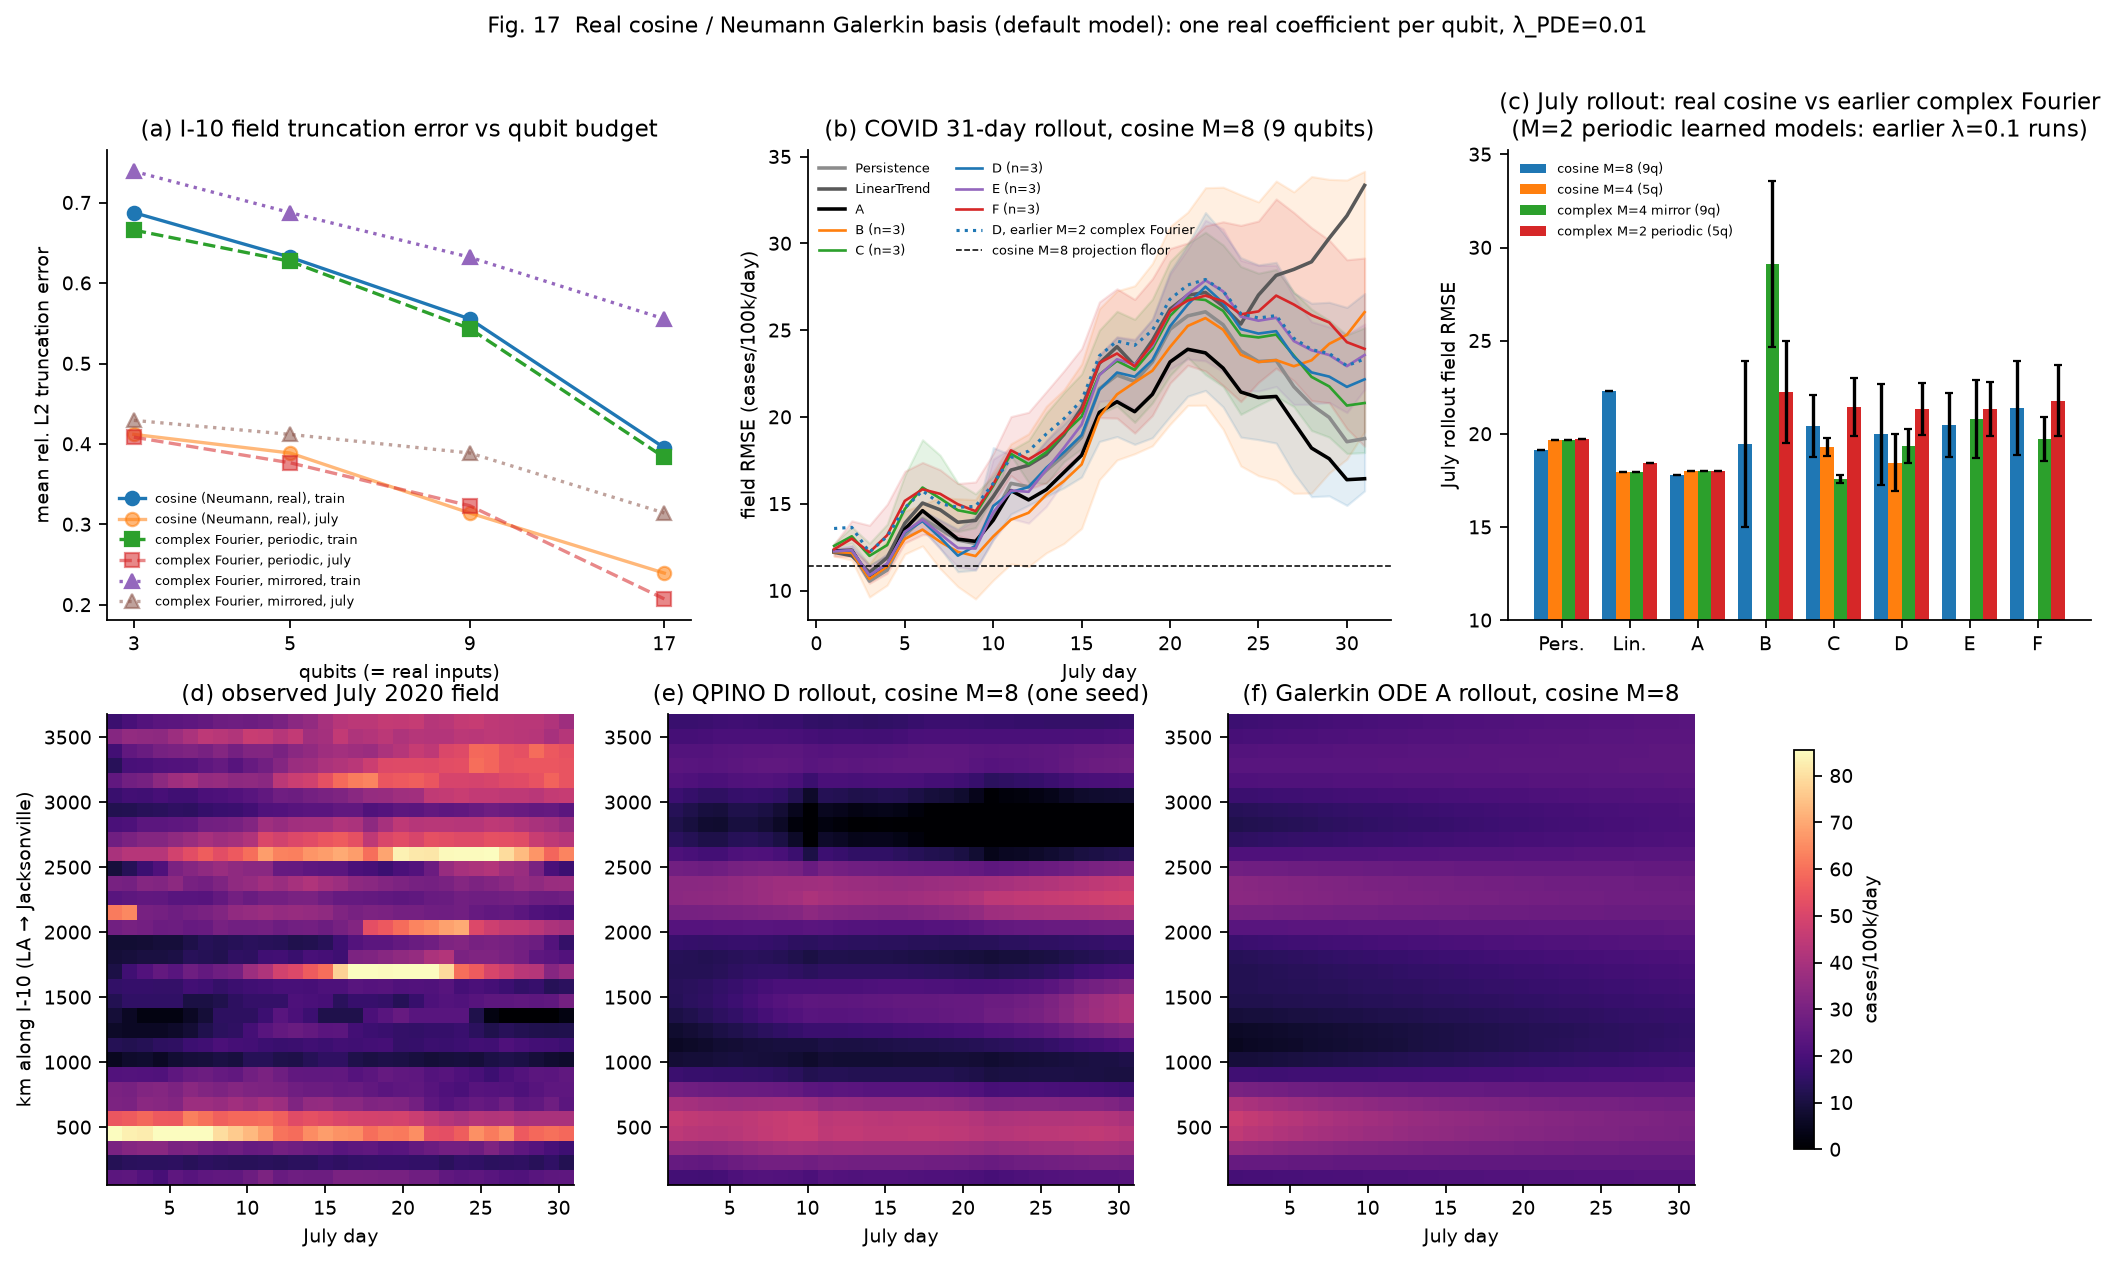 Fig. 17  Real cosine / Neumann Galerkin basis (default model): one real coefficient per qubit, λ_PDE=0.01
(a) I-10 field truncation error vs qubit budget
mean rel. L2 truncation error
0.7
0.6
0.5
0.4
0.3
0.2
cosine (Neumann, real), train
cosine (Neumann, real), july
complex Fourier, periodic, train
complex Fourier, periodic, july
complex Fourier, mirrored, train
complex Fourier, mirrored, july
3 5 9 17
qubits (= real inputs)
(b) COVID 31-day rollout, cosine M=8 (9 qubits)
field RMSE (cases/100k/day)
35
30
25
20
15
10
Persistence
LinearTrend
A
B (n=3)
C (n=3)
D (n=3)
E (n=3)
F (n=3)
D, earlier M=2 complex Fourier
cosine M=8 projection floor
0 5 10 15 20 25 30
July day
(c) July rollout: real cosine vs earlier complex Fourier
(M=2 periodic learned models: earlier λ=0.1 runs)
July rollout field RMSE
35
30
25
20
15
10
cosine M=8 (9q)
cosine M=4 (5q)
complex M=4 mirror (9q)
complex M=2 periodic (5q)
Pers. Lin. A B C D E F
(d) observed July 2020 field
km along I-10 (LA → Jacksonville)
3500
3000
2500
2000
1500
1000
500
5 10 15 20 25 30
July day
(e) QPINO D rollout, cosine M=8 (one seed)
3500
3000
2500
2000
1500
1000
500
5 10 15 20 25 30
July day
(f) Galerkin ODE A rollout, cosine M=8
3500
3000
2500
2000
1500
1000
500
5 10 15 20 25 30
July day
80
70
60
50
40
30
20
10
0
cases/100k/day